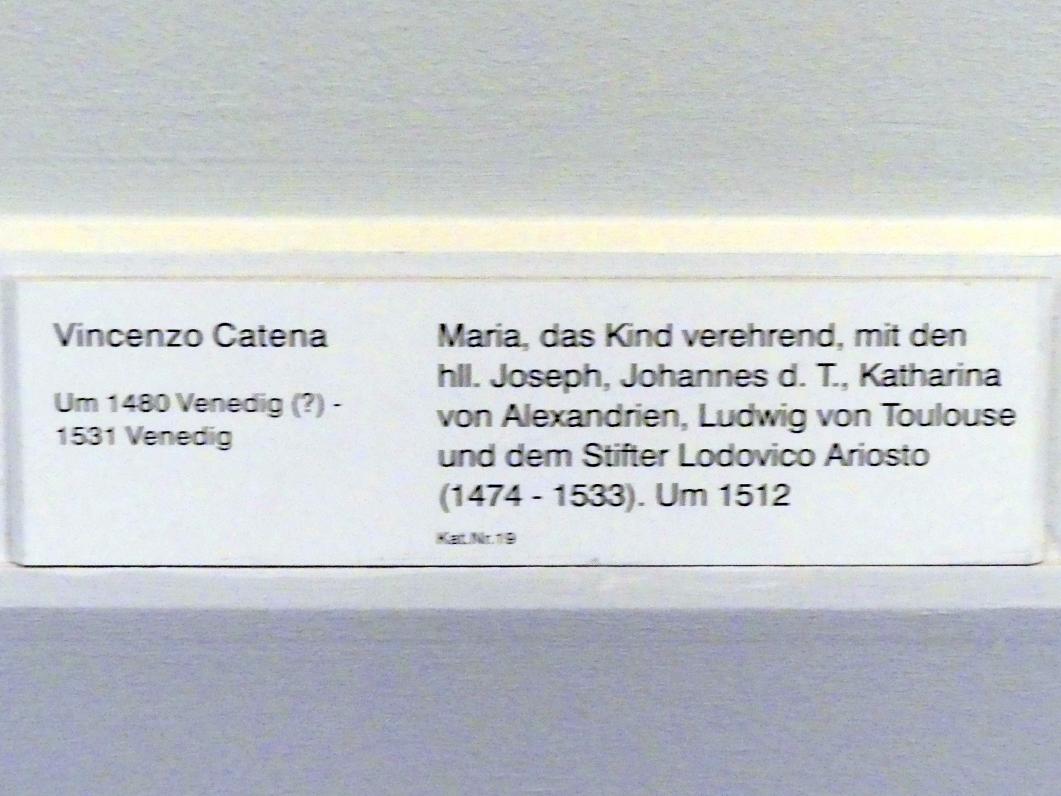 Vincenzo Catena
Um 1480 Venedig (?) -
1531 Venedig
Maria, das Kind verehrend, mit den
hll. Joseph, Johannes d. T., Katharina
von Alexandrien, Ludwig von Toulouse
und dem Stifter Lodovico Ariosto
(1474 - 1533). Um 1512
Kat.Nr.19